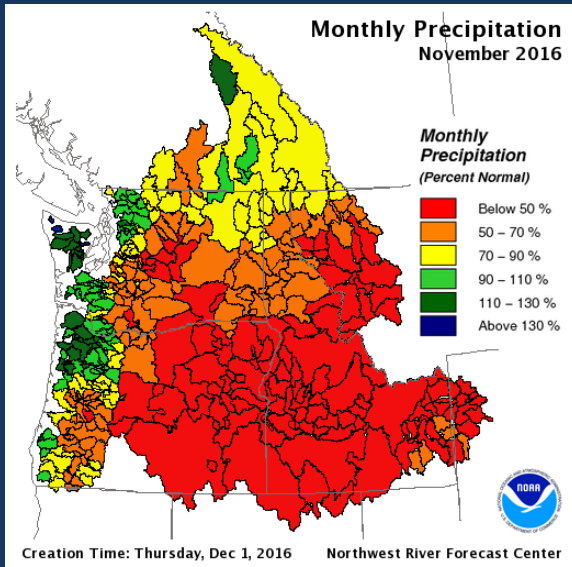 Monthly Precipitation
November 2016
Monthly
Precipitation
(Percent Normal)
Below 50 %
50 – 70 %
70 – 90 %
90 – 110 %
110 – 130 %
Above 130 %
NOAA
Creation Time: Thursday, Dec 1, 2016
Northwest River Forecast Center